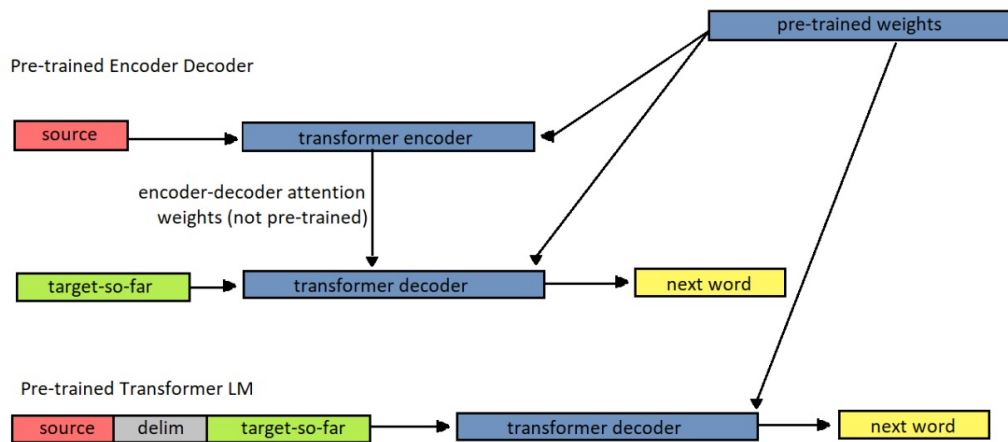 pre-trained weights
Pre-trained Encoder Decoder
source
transformer encoder
encoder-decoder attention
weights (not pre-trained)
target-so-far
transformer decoder
next word
Pre-trained Transformer LM
source delim target-so-far
transformer decoder
next word